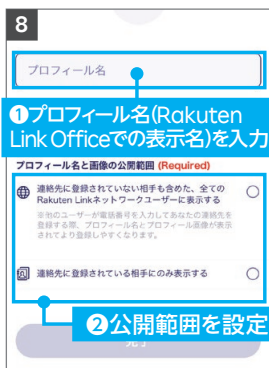 8
プロフィール名
❶プロフィール名(Rakuten
Link Officeでの表示名)を入力
プロフィール名と画像の公開範囲 (Required)
連絡先に登録されていない相手も含めた、全ての
Rakuten Linkネットワークユーザーに表示する
※他のユーザーが電話番号を入力してあなたの連絡先を
登録する際、プロフィール名とプロフィール画像が表示
されてより登録しやすくなります。
連絡先に登録されている相手にのみ表示する
❷公開範囲を設定
完了